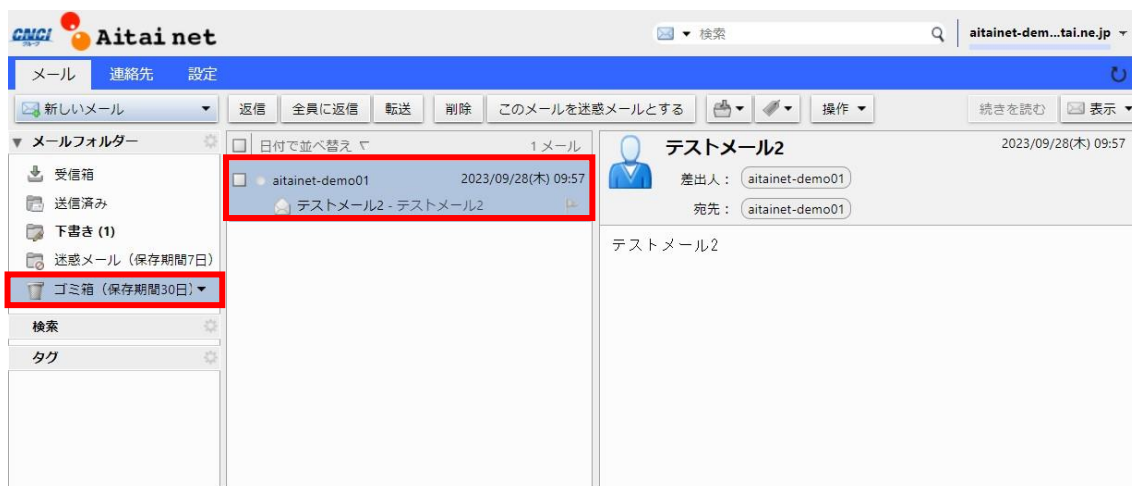 CNCI グループ Aitai net
検索
aitainet-dem...tai.ne.jp
メール 連絡先 設定
新しいメール
返信 全員に返信 転送 削除 このメールを迷惑メールとする 操作 続きを読む 表示
メールフォルダー
受信箱
送信済み
下書き (1)
迷惑メール（保存期間7日）
ゴミ箱（保存期間30日）
検索
タグ
日付で並べ替え 1 メール
aitainet-demo01 2023/09/28(木) 09:57
テストメール2 - テストメール2
テストメール2 2023/09/28(木) 09:57
差出人： aitainet-demo01
宛先： aitainet-demo01
テストメール2